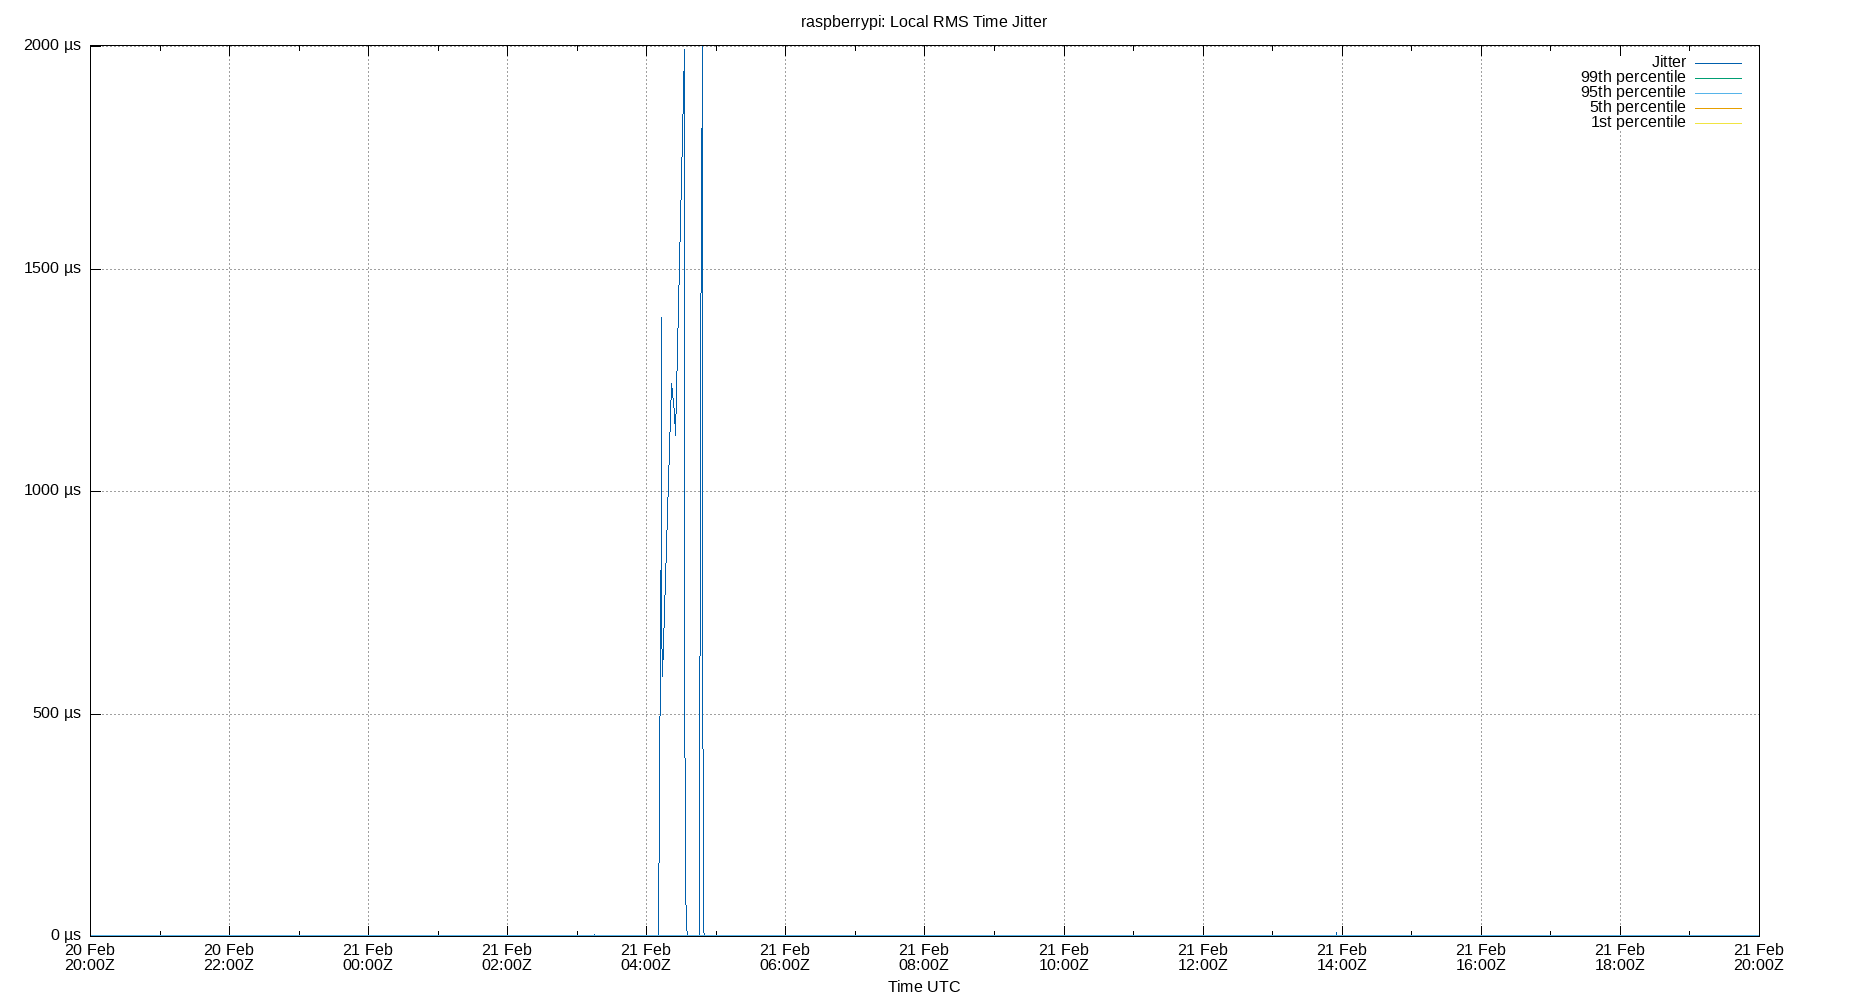 raspberrypi: Local RMS Time Jitter
2000 µs
1500 µs
1000 µs
500 µs
0 µs
Jitter
99th percentile
95th percentile
5th percentile
1st percentile
20 Feb 20 Feb 21 Feb 21 Feb 21 Feb 21 Feb 21 Feb 21 Feb 21 Feb 21 Feb 21 Feb 21 Feb 21 Feb
20:00Z 22:00Z 00:00Z 02:00Z 04:00Z 06:00Z 08:00Z 10:00Z 12:00Z 14:00Z 16:00Z 18:00Z 20:00Z
Time UTC